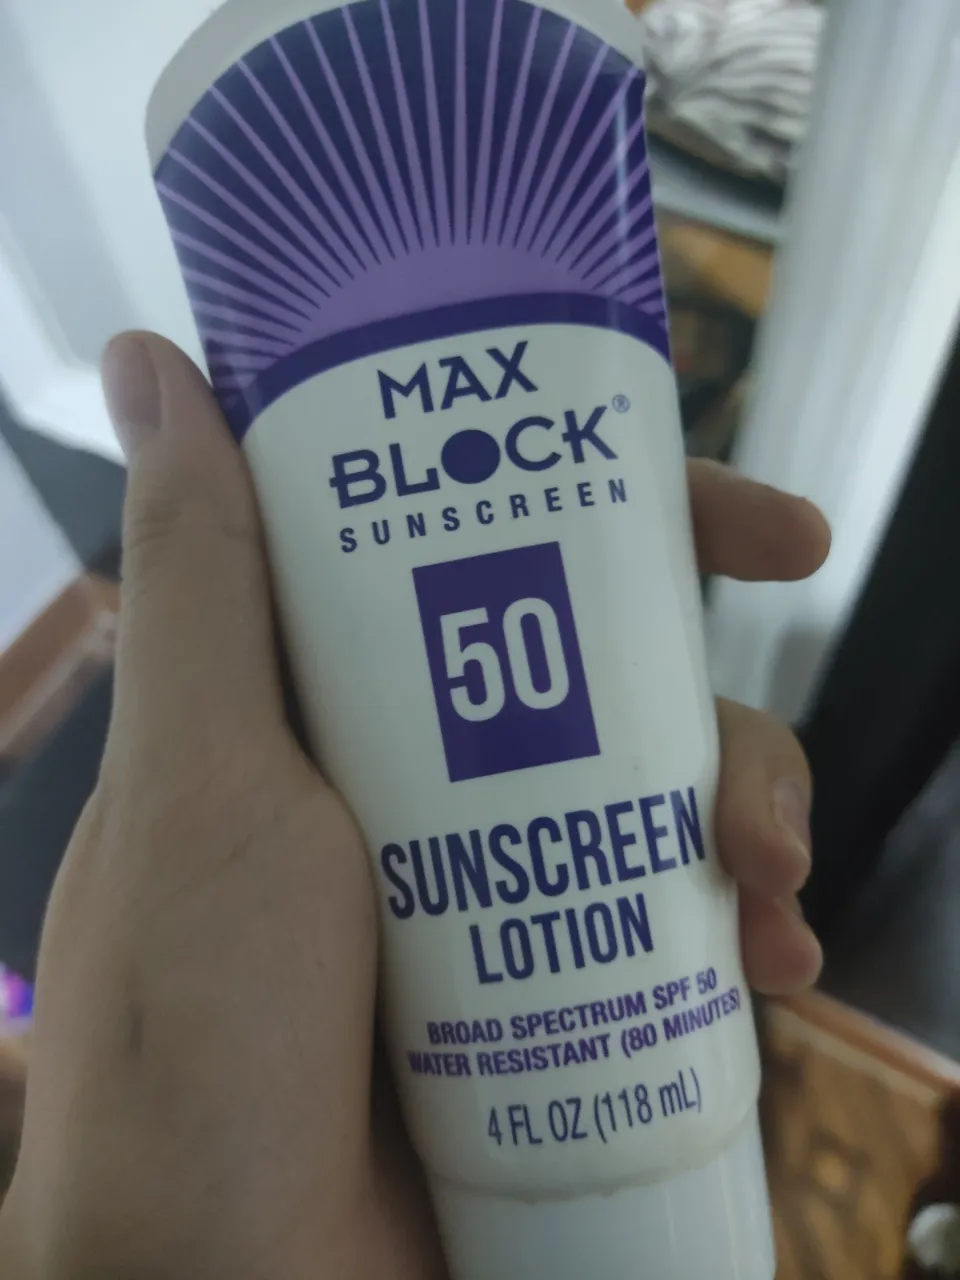 MAX
BLOCK®
SUNSCREEN
50
SUNSCREEN
LOTION
BROAD SPECTRUM SPF 50
WATER RESISTANT (80 MINUTES)
4 FL OZ (118 mL)